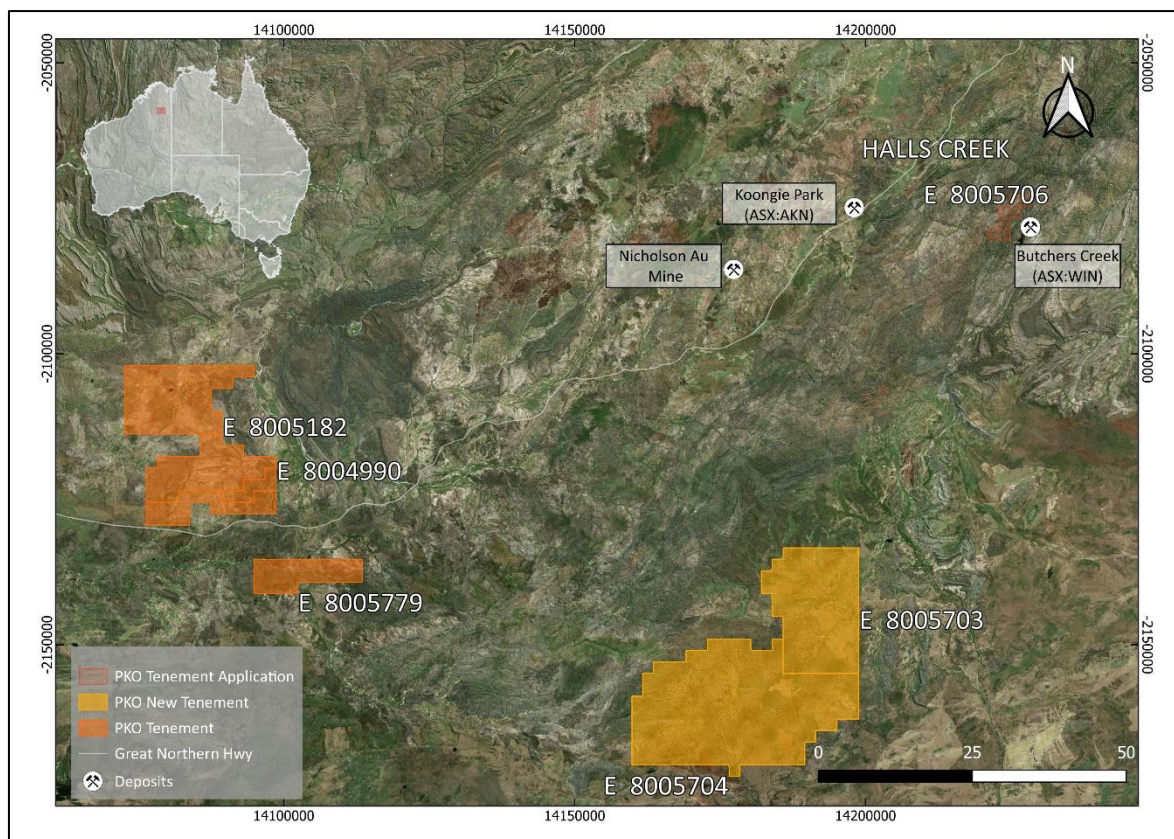 14100000
14150000
14200000
-2050000
-2050000
N
HALLS CREEK
Koongie Park
(ASX:AKN)
E 8005706
Nicholson Au
Mine
Butchers Creek
(ASX:WIN)
-2100000
-2100000
E 8005182
E 8004990
E 8005779
E 8005703
-2150000
-2150000
PKO Tenement Application
PKO New Tenement
PKO Tenement
Great Northern Hwy
Deposits
E 8005704
0
25
50
14100000
14150000
14200000